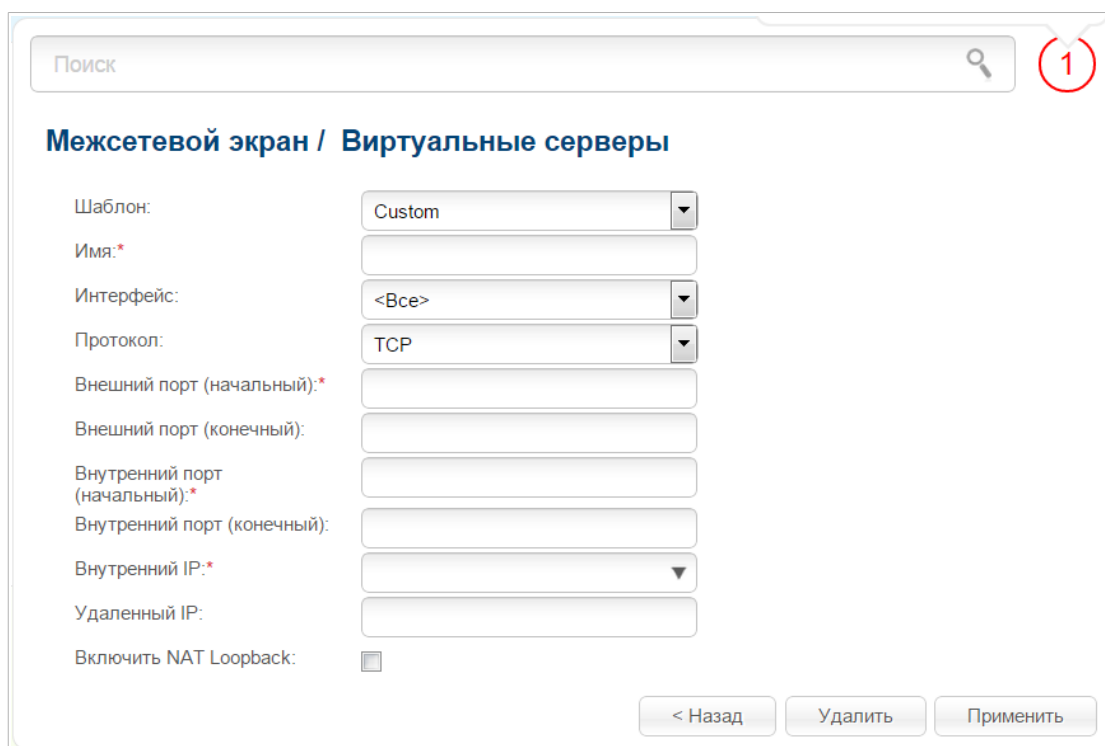 Поиск
1
Межсетевой экран / Виртуальные серверы
Шаблон:
Custom
Имя:*
Интерфейс:
<Все>
Протокол:
TCP
Внешний порт (начальный):*
Внешний порт (конечный):
Внутренний порт
(начальный):*
Внутренний порт (конечный):
Внутренний IP:*
Удаленный IP:
Включить NAT Loopback:
< Назад
Удалить
Применить